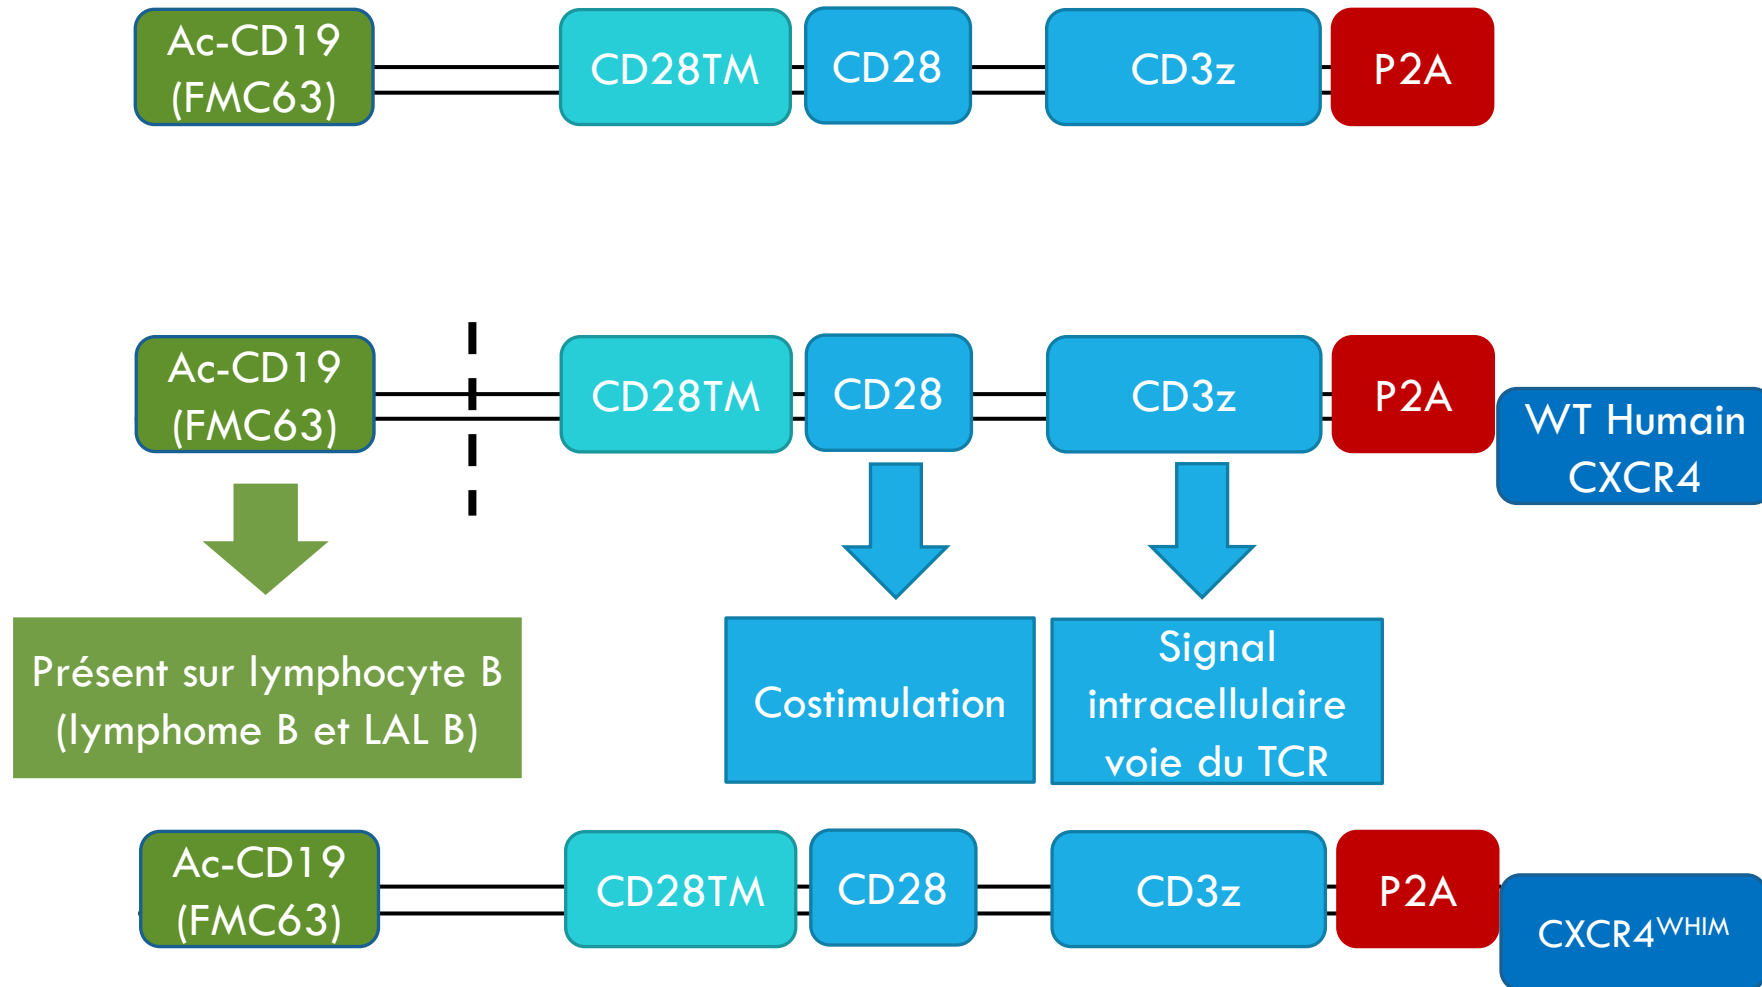 Ac-CD19
(FMC63)
CD28TM
CD28
CD3z
P2A
Ac-CD19
(FMC63)
CD28TM
CD28
CD3z
P2A
WT Humain
CXCR4
Présent sur lymphocyte B
(lymphome B et LAL B)
Costimulation
Signal
intracellulaire
voie du TCR
Ac-CD19
(FMC63)
CD28TM
CD28
CD3z
P2A
CXCR4WHIM